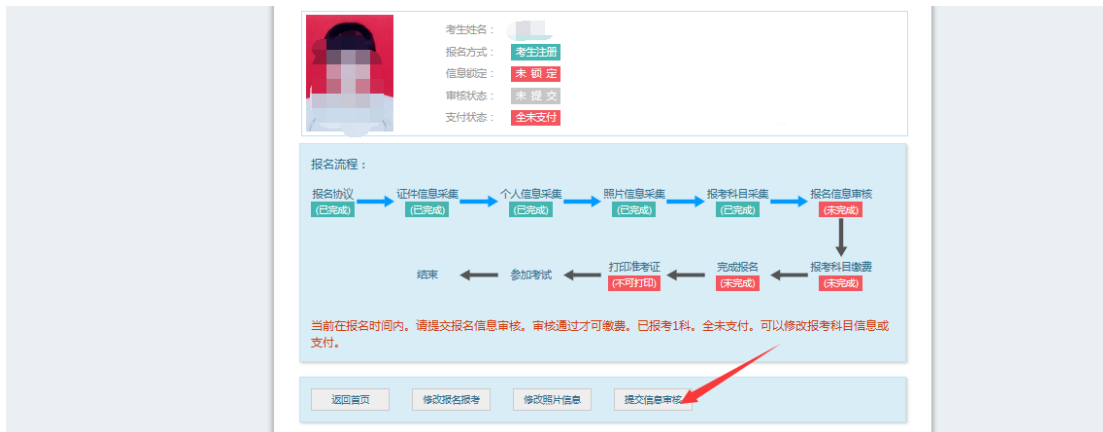 考生姓名：
报名方式： 考生注册
信息锁定： 未 锁 定
审核状态： 未 提 交
支付状态： 全未支付
报名流程：
报名协议 证件信息采集 个人信息采集 照片信息采集 报考科目采集 报名信息审核
(已完成) (已完成) (已完成) (已完成) (已完成) (未完成)
结束 参加考试 打印准考证 完成报名 报考科目缴费
(不可打印) (未完成) (未完成)
当前在报名时间内。请提交报名信息审核。审核通过才可缴费。已报考1科。全未支付。可以修改报考科目信息或
支付。
返回首页 修改报名报考 修改照片信息 提交信息审核